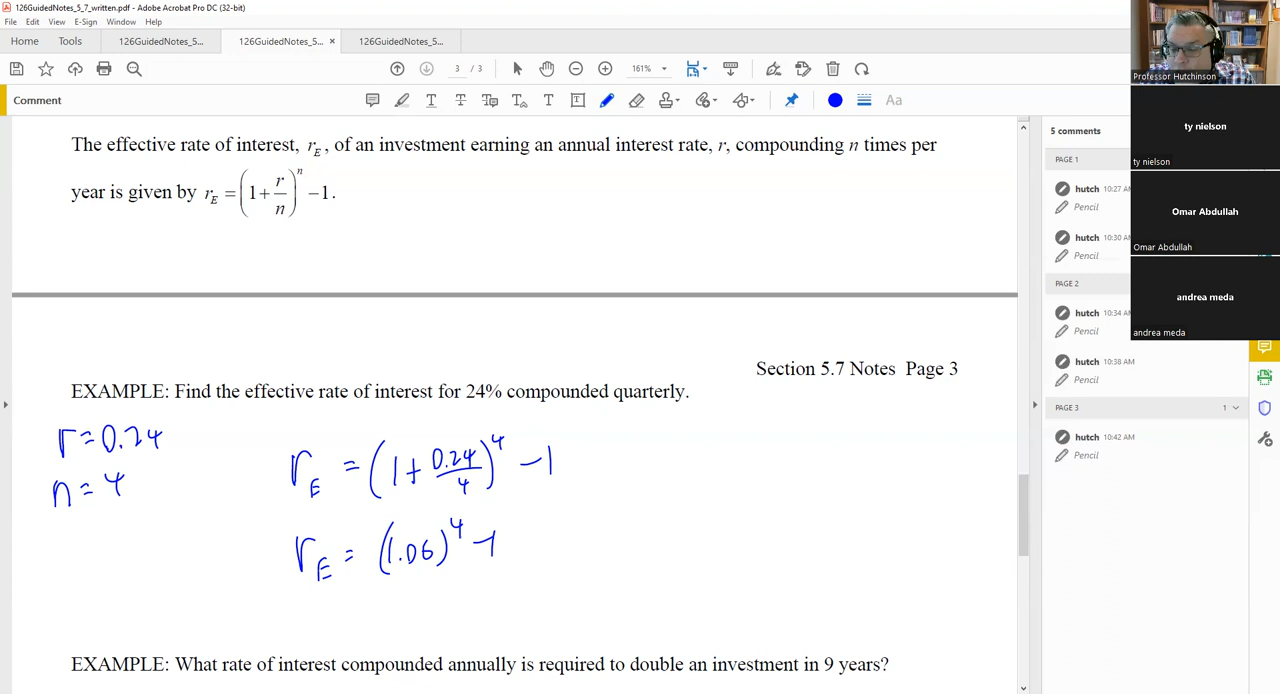 126GuidedNotes_5_7_written.pdf - Adobe Acrobat Pro DC (32-bit)
File Edit View E-Sign Window Help
Home Tools 126GuidedNotes_5_... 126GuidedNotes_5_... × 126GuidedNotes_5_...
3 / 3 161%
Comment Aa
The effective rate of interest, r_E, of an investment earning an annual interest rate, r, compounding n times per
year is given by r_E = (1 + r/n)^n − 1.
Section 5.7 Notes Page 3
EXAMPLE: Find the effective rate of interest for 24% compounded quarterly.
r = 0.24
n = 4
r_E = (1 + 0.24/4)^4 − 1
r_E = (1.06)^4 − 1
EXAMPLE: What rate of interest compounded annually is required to double an investment in 9 years?
5 comments
PAGE 1
hutch 10:27 AM
Pencil
hutch 10:30 AM
Pencil
PAGE 2
hutch 10:34 AM
Pencil
hutch 10:38 AM
Pencil
PAGE 3 1
hutch 10:42 AM
Pencil
Professor Hutchinson
ty nielson
ty nielson
Omar Abdullah
Omar Abdullah
andrea meda
andrea meda